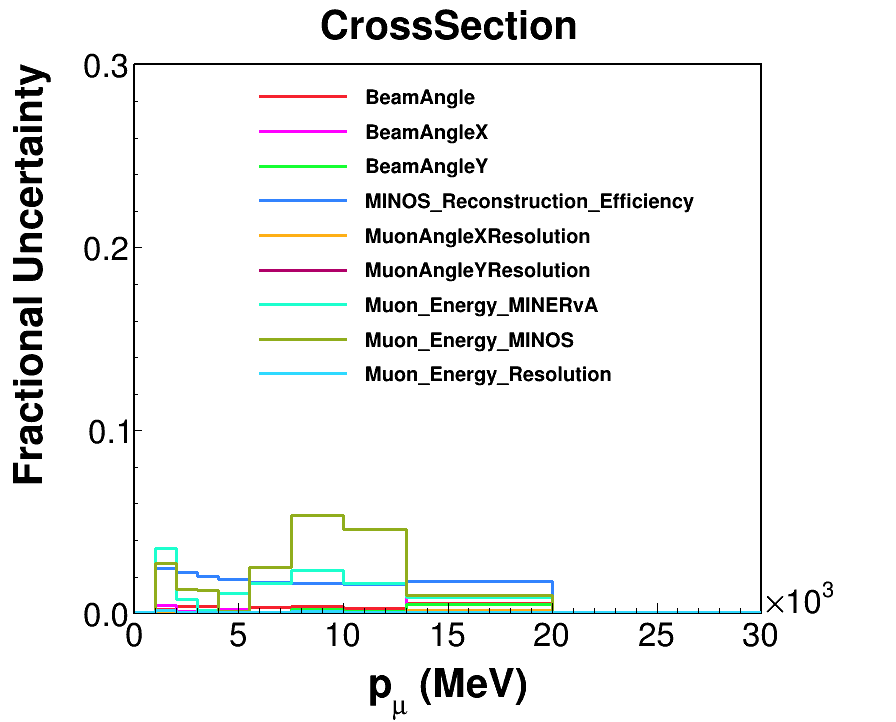 CrossSection
Fractional Uncertainty
0.3
0.2
0.1
0.0
BeamAngle
BeamAngleX
BeamAngleY
MINOS_Reconstruction_Efficiency
MuonAngleXResolution
MuonAngleYResolution
Muon_Energy_MINERvA
Muon_Energy_MINOS
Muon_Energy_Resolution
0 5 10 15 20 25 30
×10³
pμ (MeV)